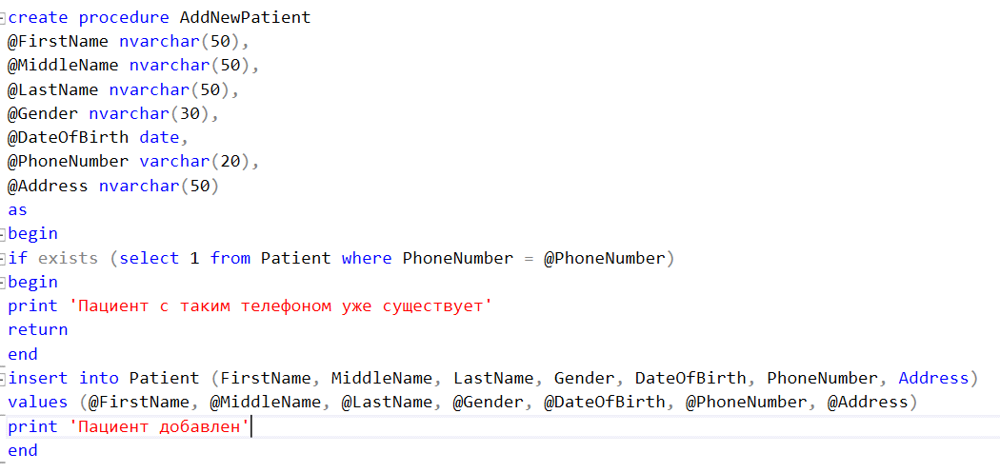 create procedure AddNewPatient
@FirstName nvarchar(50),
@MiddleName nvarchar(50),
@LastName nvarchar(50),
@Gender nvarchar(30),
@DateOfBirth date,
@PhoneNumber varchar(20),
@Address nvarchar(50)
as
begin
if exists (select 1 from Patient where PhoneNumber = @PhoneNumber)
begin
print 'Пациент с таким телефоном уже существует'
return
end
insert into Patient (FirstName, MiddleName, LastName, Gender, DateOfBirth, PhoneNumber, Address)
values (@FirstName, @MiddleName, @LastName, @Gender, @DateOfBirth, @PhoneNumber, @Address)
print 'Пациент добавлен'
end